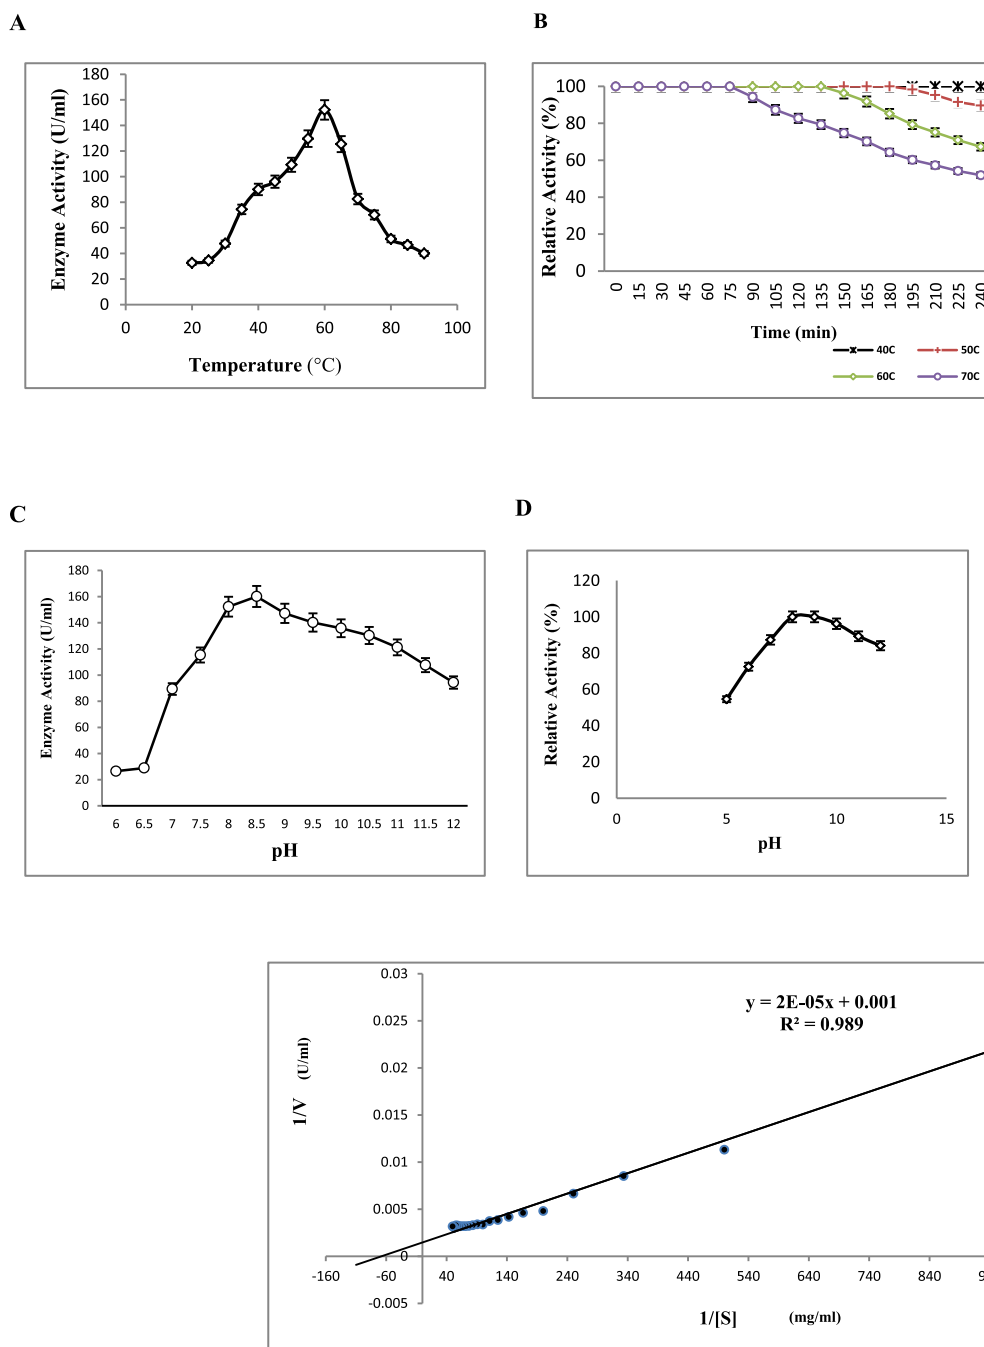 A
B
180
160
140
120
100
80
60
40
20
0
Enzyme Activity (U/ml)
0 20 40 60 80 100
Temperature (°C)
100
80
60
40
20
0
Relative Activity (%)
0 15 30 45 60 75 90 105 120 135 150 165 180 195 210 225 240
Time (min)
40C 50C
60C 70C
C
D
180
160
140
120
100
80
60
40
20
0
Enzyme Activity (U/ml)
6 6.5 7 7.5 8 8.5 9 9.5 10 10.5 11 11.5 12
pH
120
100
80
60
40
20
0
Relative Activity (%)
0 5 10 15
pH
0.03
0.025
0.02
0.015
0.01
0.005
0
-0.005
1/V (U/ml)
y = 2E-05x + 0.001
R² = 0.989
-160 -60 40 140 240 340 440 540 640 740 840
1/[S] (mg/ml)